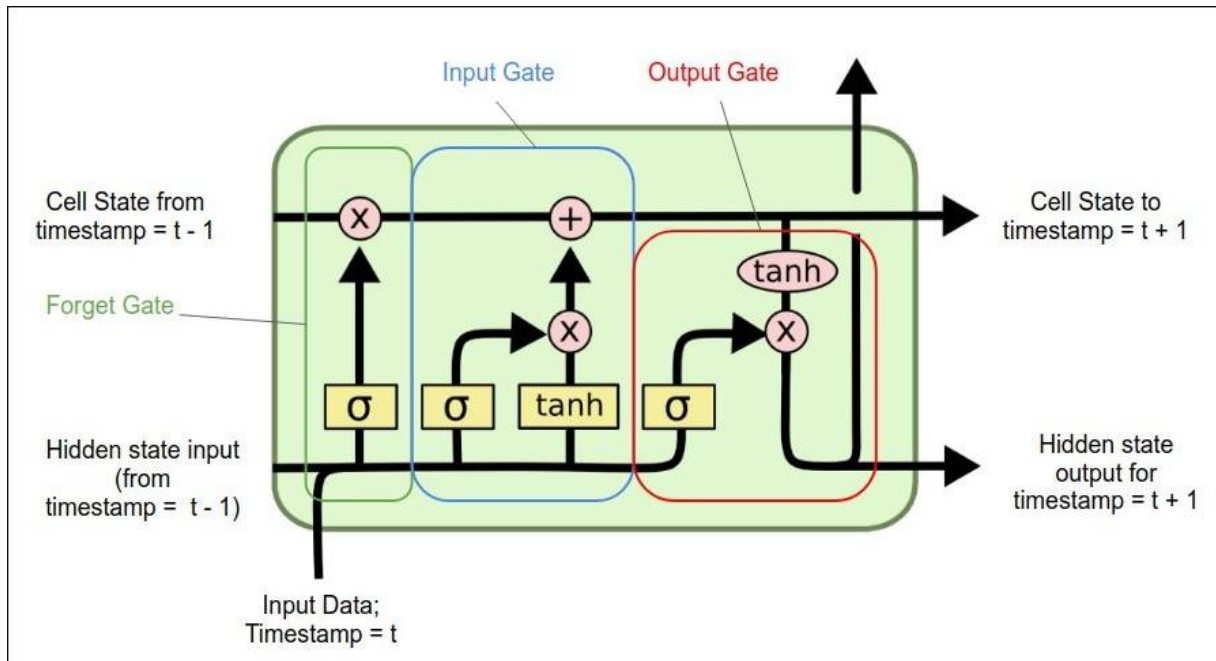 Input Gate
Output Gate
Cell State from
timestamp = t - 1
x
+
Cell State to
timestamp = t + 1
tanh
Forget Gate
x
x
σ
σ
tanh
σ
Hidden state input
(from
timestamp =  t - 1)
Hidden state
output for
timestamp = t + 1
Input Data;
Timestamp = t